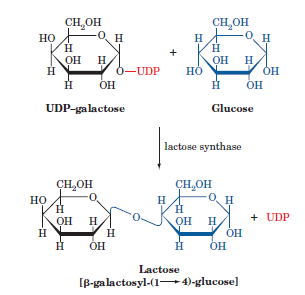 CH₂OH CH₂OH
HO O H H O H
H + H
OH H OH H
H O—UDP HO OH
H OH H OH
UDP–galactose Glucose
lactose synthase
CH₂OH CH₂OH
HO O H O H
H H + UDP
OH H O OH H
H H OH
H OH H OH
Lactose
[β-galactosyl-(1→4)-glucose]